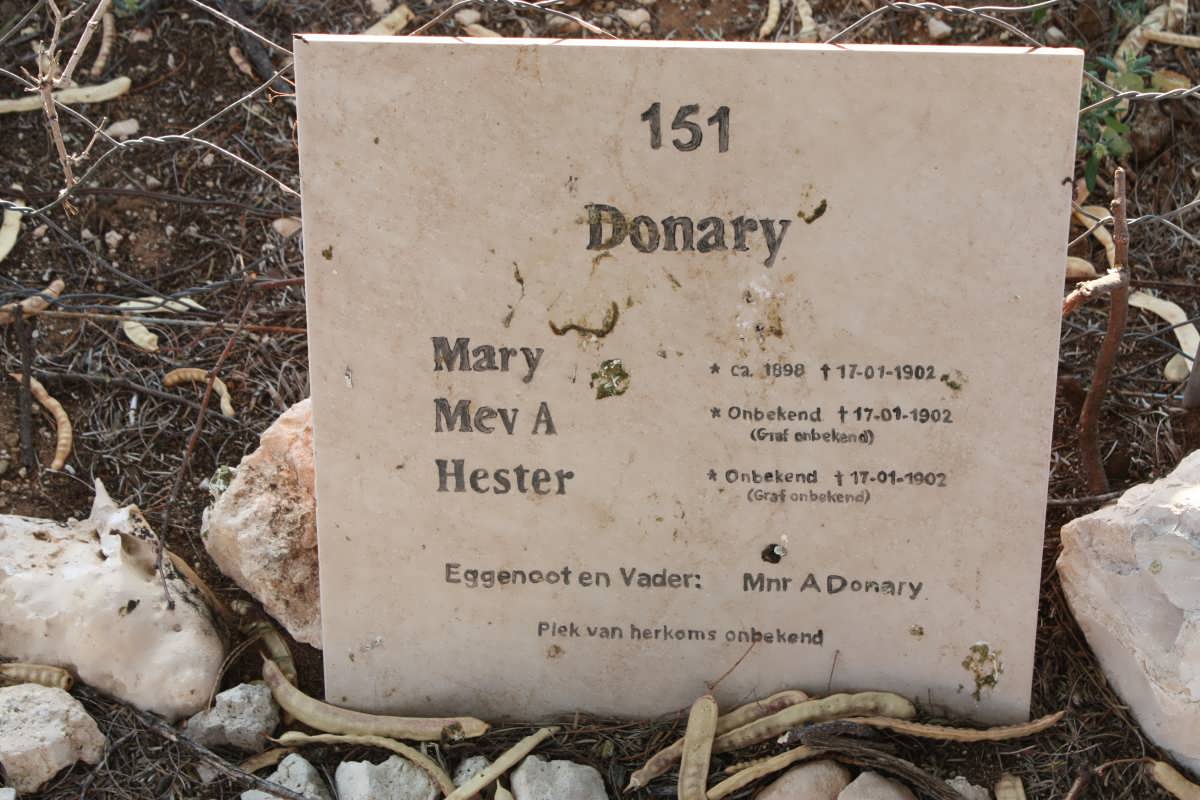 151
Donary
Mary * ca. 1898 † 17-01-1902
Mev A * Onbekend † 17-01-1902
(Graf onbekend)
Hester * Onbekend † 17-01-1902
(Graf onbekend)
Eggenoot en Vader: Mnr A Donary
Plek van herkoms onbekend